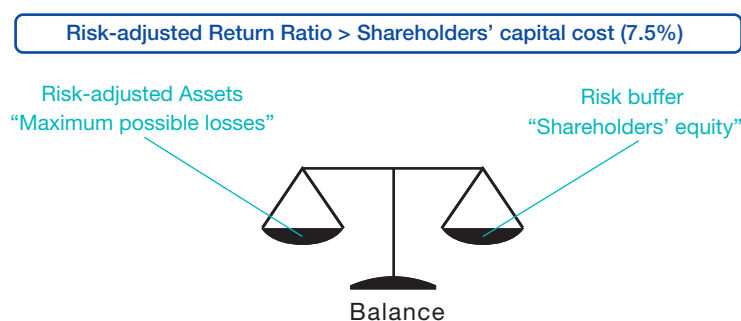 Risk-adjusted Return Ratio > Shareholders’ capital cost (7.5%)
Risk-adjusted Assets
“Maximum possible losses”
Risk buffer
“Shareholders’ equity”
Balance